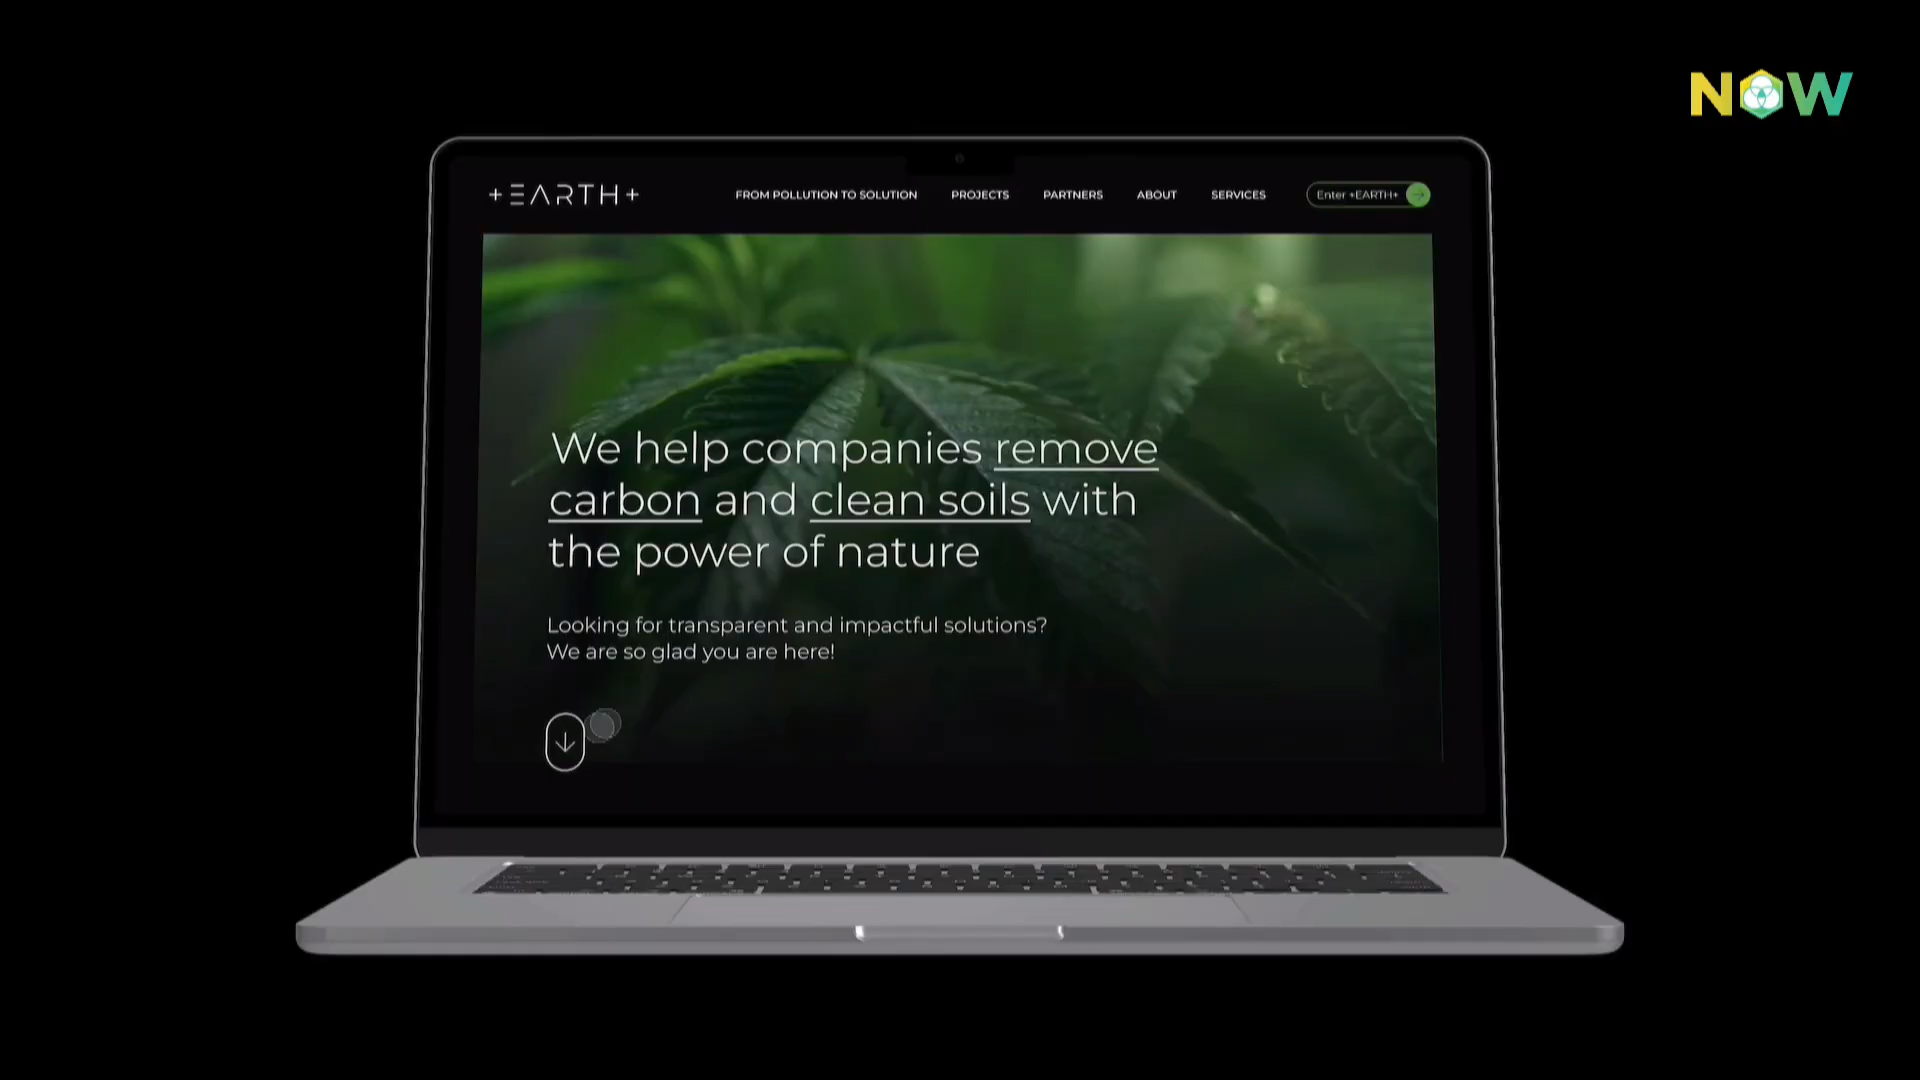 NOW
+EARTH+
FROM POLLUTION TO SOLUTION PROJECTS PARTNERS ABOUT SERVICES Enter +EARTH+
We help companies remove
carbon and clean soils with
the power of nature
Looking for transparent and impactful solutions?
We are so glad you are here!